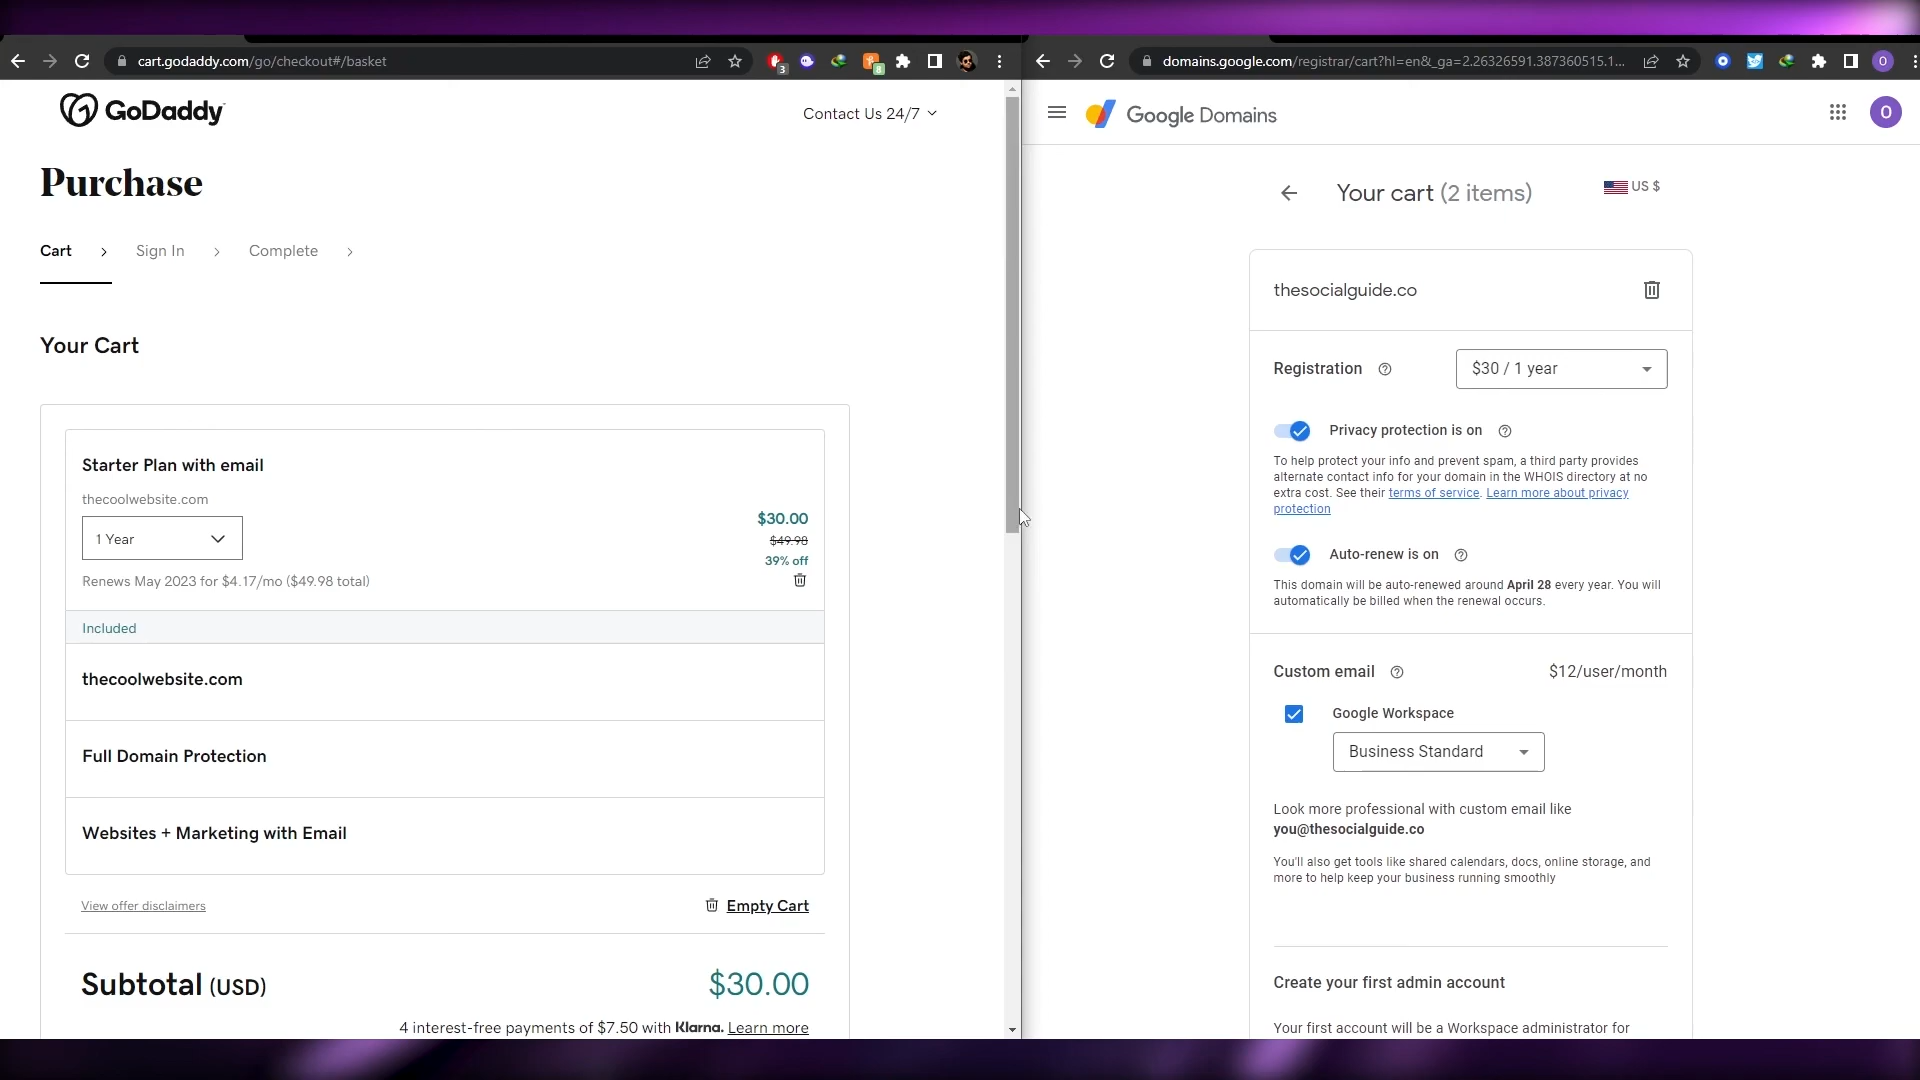 cart.godaddy.com/go/checkout#/basket
3
8
GoDaddy
Contact Us 24/7
Purchase
Cart
Sign In
Complete
Your Cart
Starter Plan with email
thecoolwebsite.com
1 Year
$30.00
$49.98
39% off
Renews May 2023 for $4.17/mo ($49.98 total)
Included
thecoolwebsite.com
Full Domain Protection
Websites + Marketing with Email
View offer disclaimers
Empty Cart
Subtotal (USD)
$30.00
4 interest-free payments of $7.50 with Klarna. Learn more
domains.google.com/registrar/cart?hl=en&_ga=2.26326591.387360515.1...
O
Google Domains
O
Your cart (2 items)
US $
thesocialguide.co
Registration
$30 / 1 year
Privacy protection is on
To help protect your info and prevent spam, a third party provides
alternate contact info for your domain in the WHOIS directory at no
extra cost. See their terms of service. Learn more about privacy
protection
Auto-renew is on
This domain will be auto-renewed around April 28 every year. You will
automatically be billed when the renewal occurs.
Custom email
$12/user/month
Google Workspace
Business Standard
Look more professional with custom email like
you@thesocialguide.co
You'll also get tools like shared calendars, docs, online storage, and
more to help keep your business running smoothly
Create your first admin account
Your first account will be a Workspace administrator for